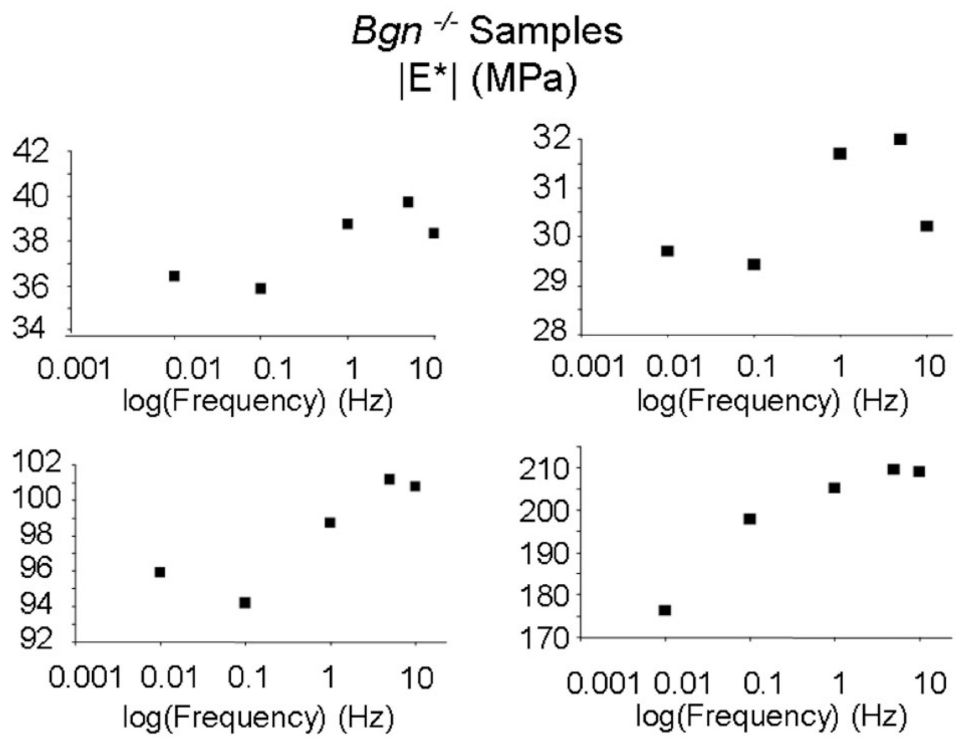 Bgn -/- Samples
|E*| (MPa)
42
40
38
36
34
0.001 0.01 0.1 1 10
log(Frequency) (Hz)
32
31
30
29
28
0.001 0.01 0.1 1 10
log(Frequency) (Hz)
102
100
98
96
94
92
0.001 0.01 0.1 1 10
log(Frequency) (Hz)
210
200
190
180
170
0.001 0.01 0.1 1 10
log(Frequency) (Hz)